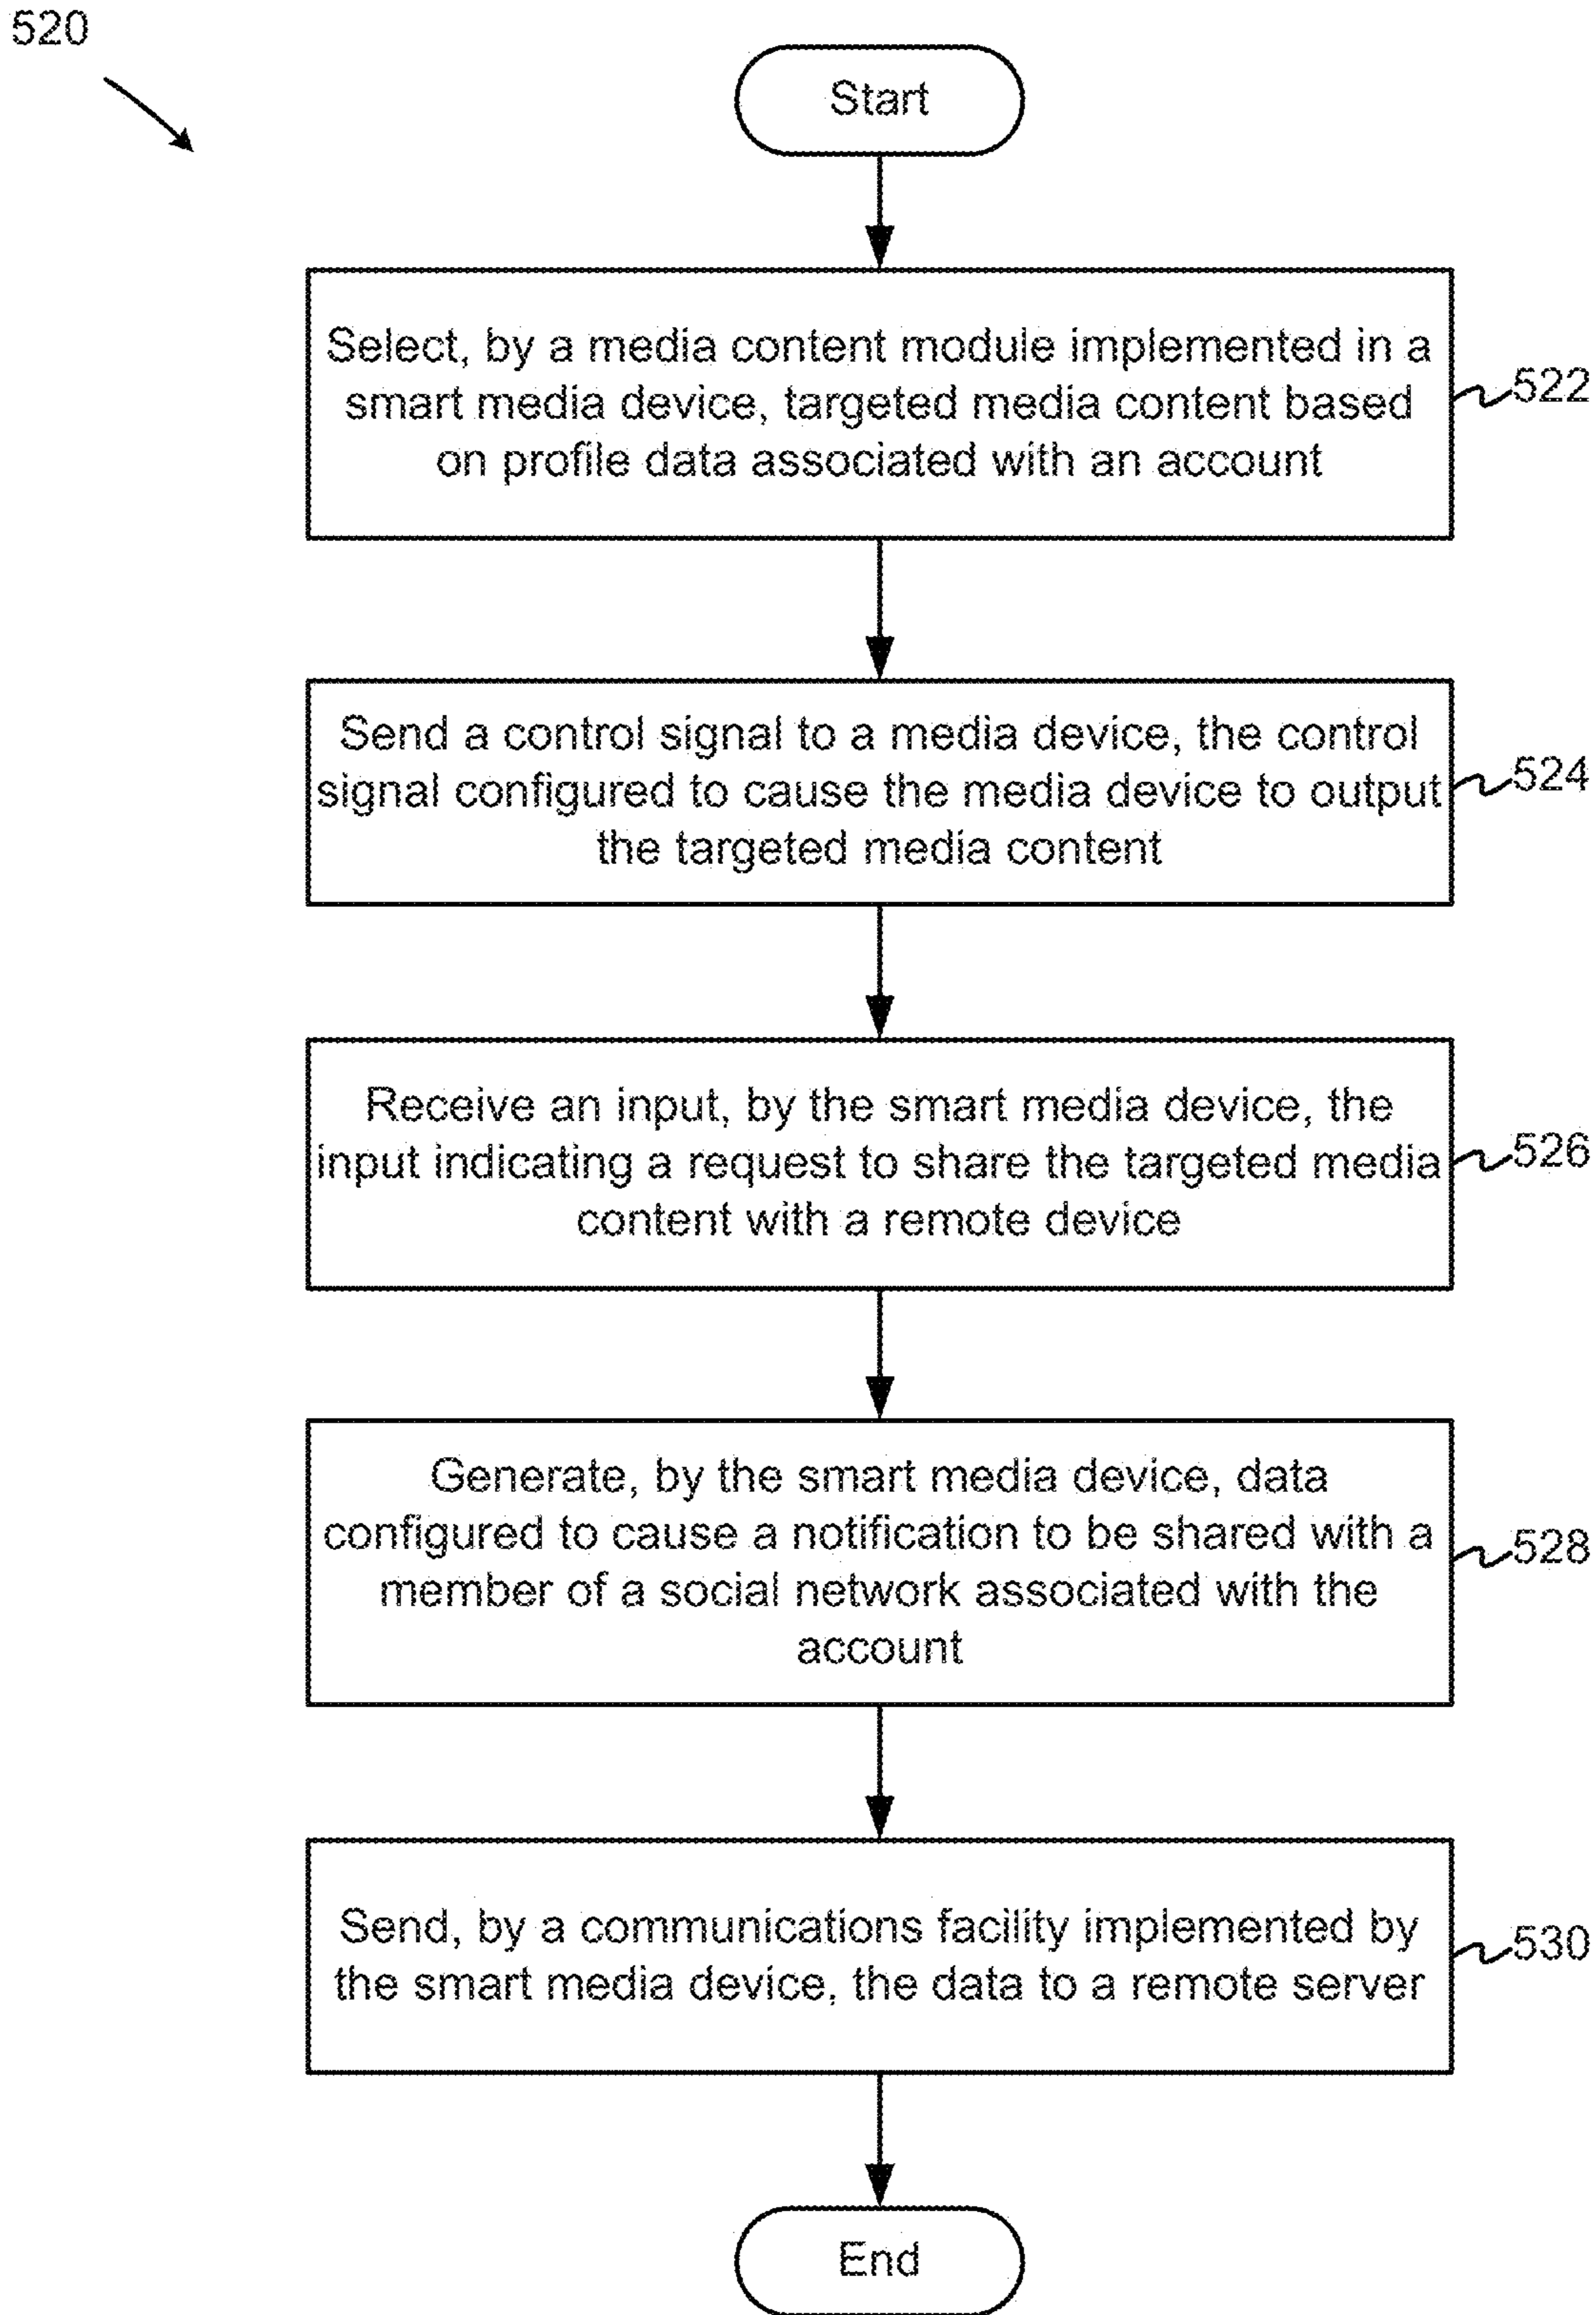 520
Start
Select, by a media content module implemented in a
smart media device, targeted media content based
on profile data associated with an account
522
Send a control signal to a media device, the control
signal configured to cause the media device to output
the targeted media content
524
Receive an input, by the smart media device, the
input indicating a request to share the targeted media
content with a remote device
526
Generate, by the smart media device, data
configured to cause a notification to be shared with a
member of a social network associated with the
account
528
Send, by a communications facility implemented by
the smart media device, the data to a remote server
530
End